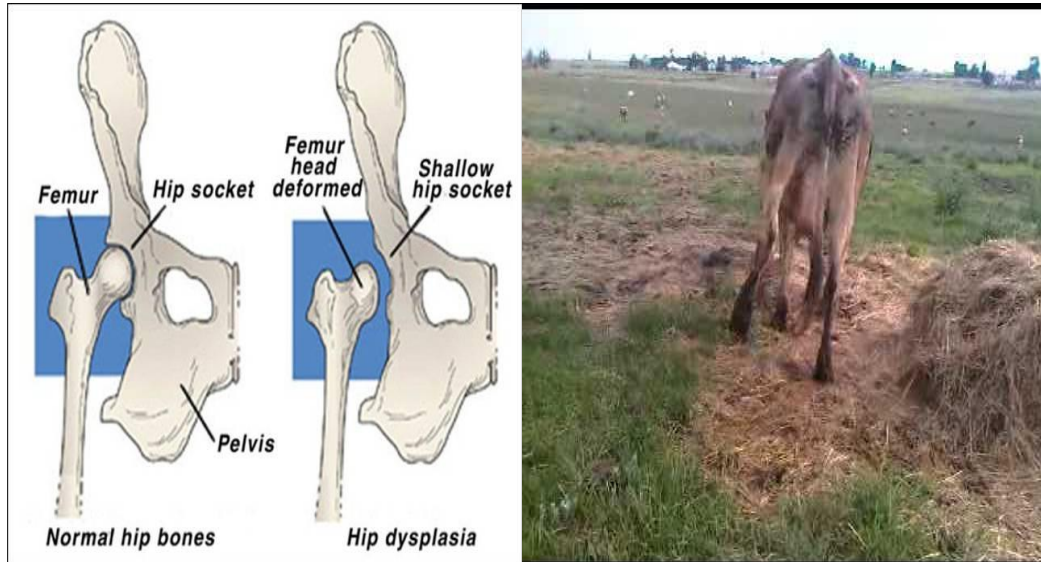 Femur
Hip socket
Femur
head
deformed
Shallow
hip socket
Pelvis
Normal hip bones
Hip dysplasia